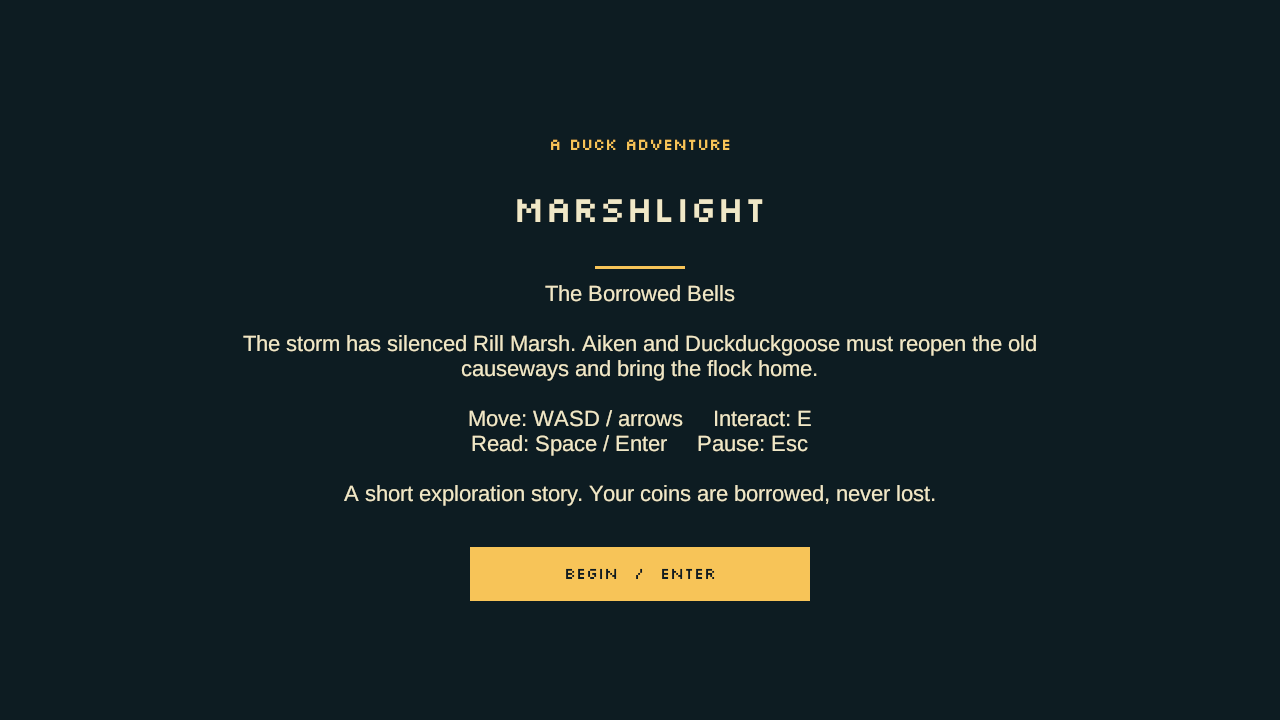 A DUCK ADVENTURE
MARSHLIGHT
The Borrowed Bells
The storm has silenced Rill Marsh. Aiken and Duckduckgoose must reopen the old
causeways and bring the flock home.
Move: WASD / arrows     Interact: E
Read: Space / Enter     Pause: Esc
A short exploration story. Your coins are borrowed, never lost.
BEGIN / ENTER